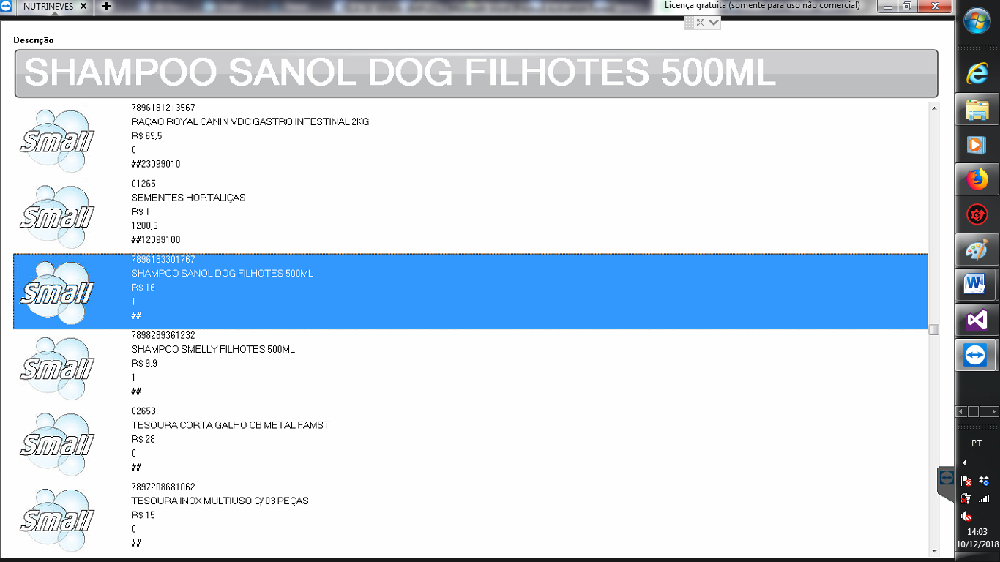 NUTRINEVES
Licença gratuita (somente para uso não comercial)
Descrição
SHAMPOO SANOL DOG FILHOTES 500ML
Small
7896181213567
RAÇAO ROYAL CANIN VDC GASTRO INTESTINAL 2KG
R$ 69,5
0
##23099010
Small
01265
SEMENTES HORTALIÇAS
R$ 1
1200,5
##12099100
Small
7896183301767
SHAMPOO SANOL DOG FILHOTES 500ML
R$ 16
1
##
Small
7898289361232
SHAMPOO SMELLY FILHOTES 500ML
R$ 9,9
1
##
Small
02653
TESOURA CORTA GALHO CB METAL FAMST
R$ 28
0
##
Small
7897208681062
TESOURA INOX MULTIUSO C/ 03 PEÇAS
R$ 15
0
##
PT
14:03
10/12/2018